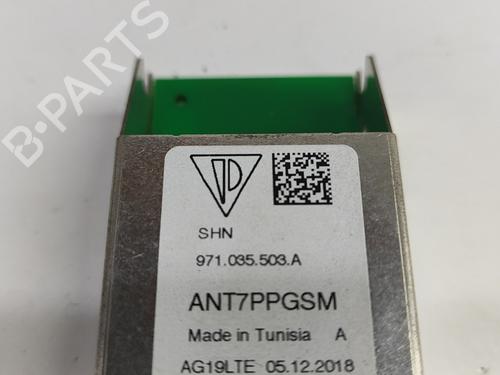 B-PARTS
SHN
971.035.503.A
ANT7PPGSM
Made in Tunisia A
AG19LTE 05.12.2018